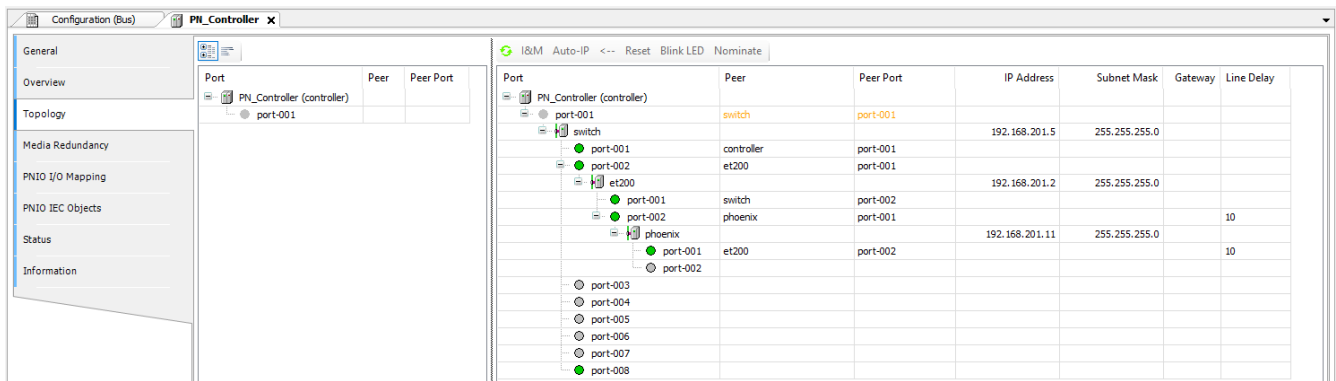 Configuration (Bus) PN_Controller x
General
Overview
Topology
Media Redundancy
PNIO I/O Mapping
PNIO IEC Objects
Status
Information
Port Peer Peer Port
PN_Controller (controller)
port-001
I&M Auto-IP <-- Reset Blink LED Nominate
Port Peer Peer Port IP Address Subnet Mask Gateway Line Delay
PN_Controller (controller)
port-001 switch port-001
switch 192.168.201.5 255.255.255.0
port-001 controller port-001
port-002 et200 port-001
et200 192.168.201.2 255.255.255.0
port-001 switch port-002
port-002 phoenix port-001 10
phoenix 192.168.201.11 255.255.255.0
port-001 et200 port-002 10
port-002
port-003
port-004
port-005
port-006
port-007
port-008